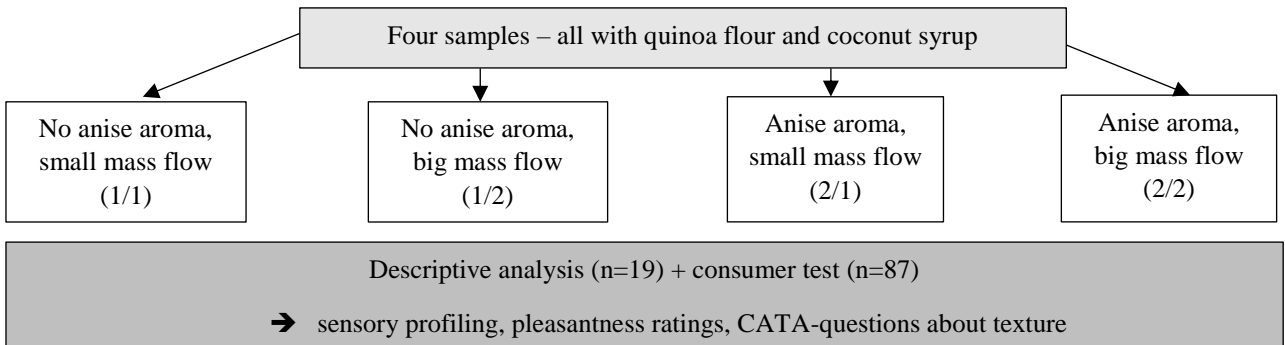 Four samples – all with quinoa flour and coconut syrup
No anise aroma,
small mass flow
(1/1)
No anise aroma,
big mass flow
(1/2)
Anise aroma,
small mass flow
(2/1)
Anise aroma,
big mass flow
(2/2)
Descriptive analysis (n=19) + consumer test (n=87)
➔ sensory profiling, pleasantness ratings, CATA-questions about texture